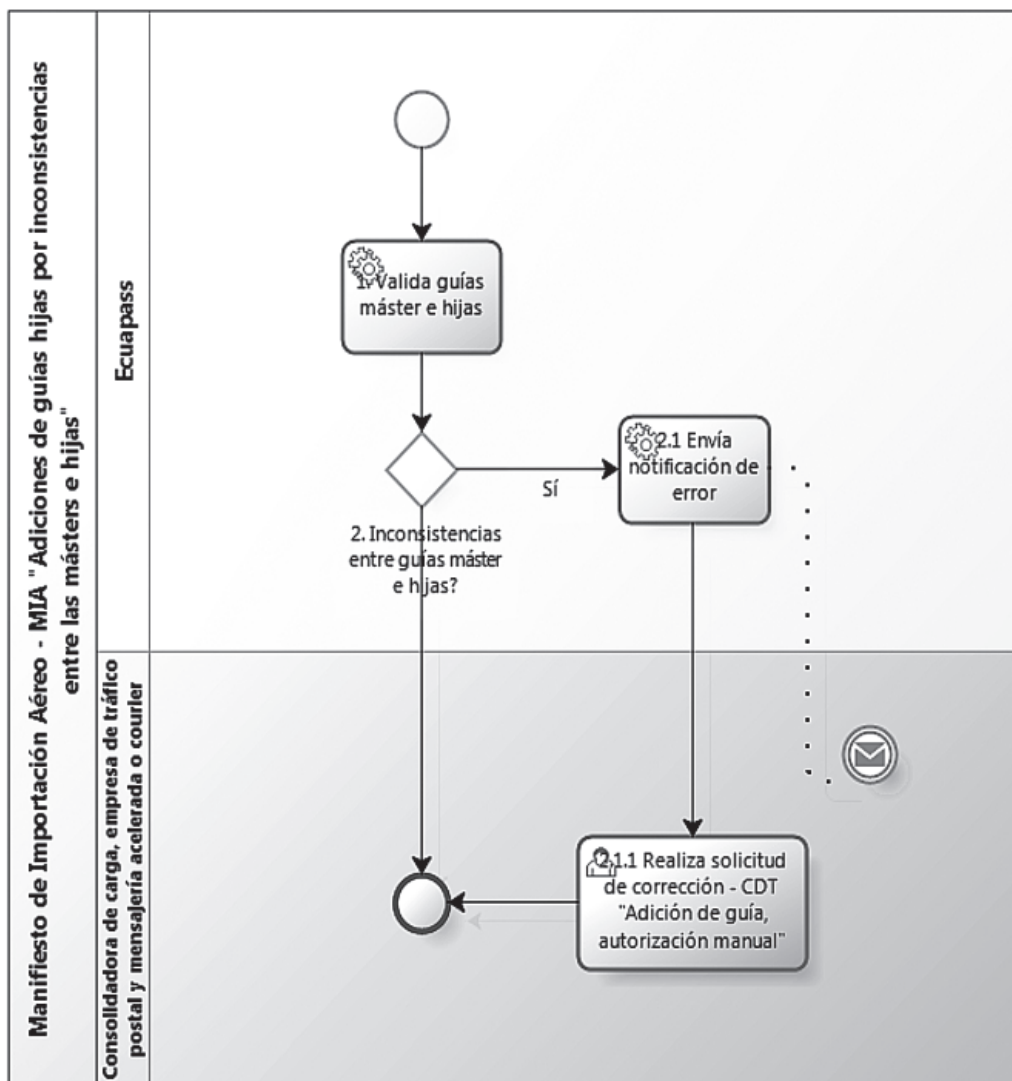 Manifiesto de Importación Aéreo - MIA "Adiciones de guías hijas por inconsistencias
entre las másters e hijas"
Ecuapass
1. Valida guías
máster e hijas
2. Inconsistencias
entre guías máster
e hijas?
Sí
2.1 Envía
notificación de
error
Consolidadora de carga, empresa de tráfico
postal y mensajería acelerada o courier
2.1.1 Realiza solicitud
de corrección - CDT
"Adición de guía,
autorización manual"